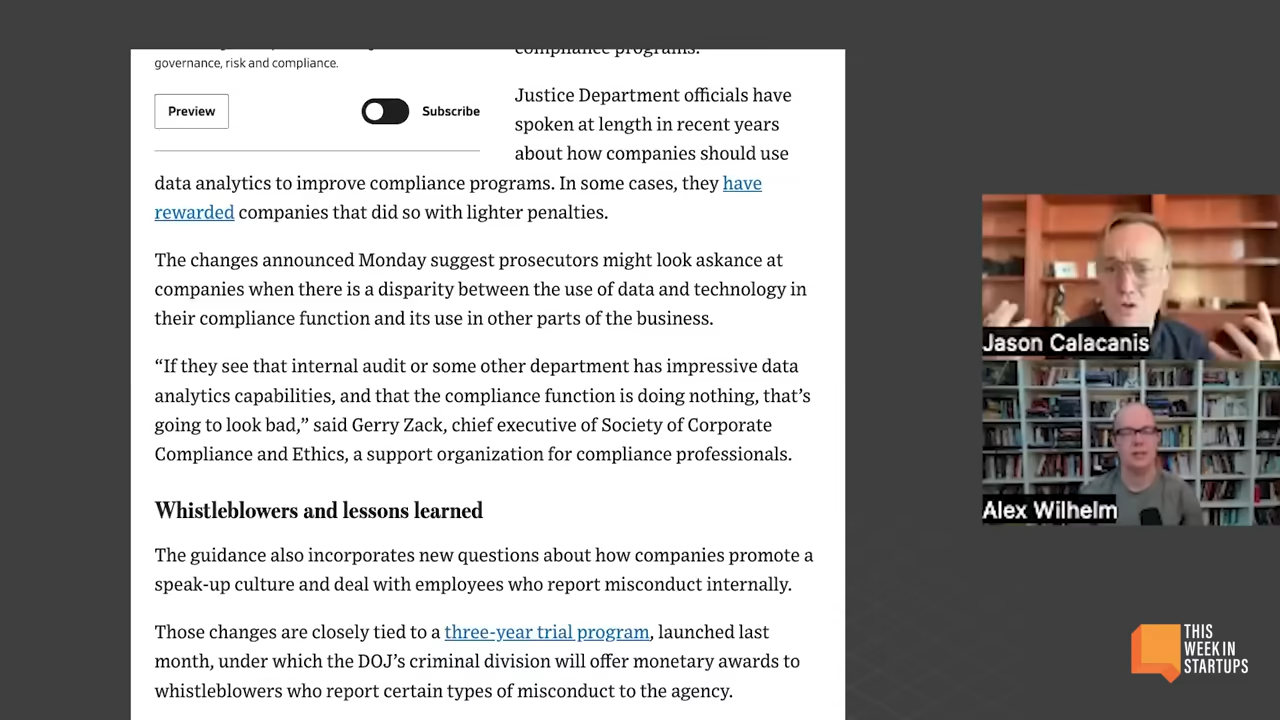 governance, risk and compliance.
Preview
Subscribe
compliance programs.
Justice Department officials have
spoken at length in recent years
about how companies should use
data analytics to improve compliance programs. In some cases, they have
rewarded companies that did so with lighter penalties.
The changes announced Monday suggest prosecutors might look askance at
companies when there is a disparity between the use of data and technology in
their compliance function and its use in other parts of the business.
“If they see that internal audit or some other department has impressive data
analytics capabilities, and that the compliance function is doing nothing, that’s
going to look bad,” said Gerry Zack, chief executive of Society of Corporate
Compliance and Ethics, a support organization for compliance professionals.
Whistleblowers and lessons learned
The guidance also incorporates new questions about how companies promote a
speak-up culture and deal with employees who report misconduct internally.
Those changes are closely tied to a three-year trial program, launched last
month, under which the DOJ’s criminal division will offer monetary awards to
whistleblowers who report certain types of misconduct to the agency.
Jason Calacanis
Alex Wilhelm
THIS
WEEK IN
STARTUPS